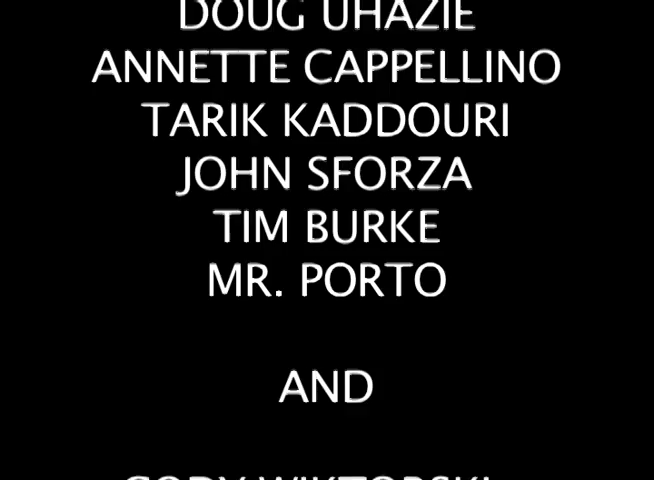 DOUG UHAZIE
ANNETTE CAPPELLINO
TARIK KADDOURI
JOHN SFORZA
TIM BURKE
MR. PORTO
AND